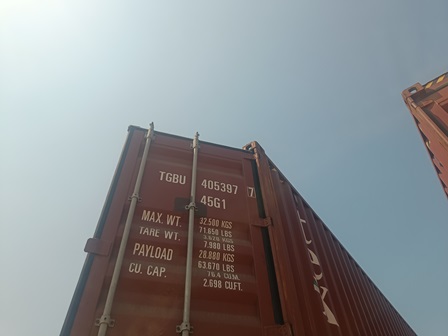 TGBU 405397 7
45G1
MAX. WT. 32.500 KGS
71.650 LBS
TARE WT. 3.620 KGS
7.980 LBS
PAYLOAD 28.880 KGS
63.670 LBS
CU. CAP. 76.4 CU.M.
2.698 CU.FT.